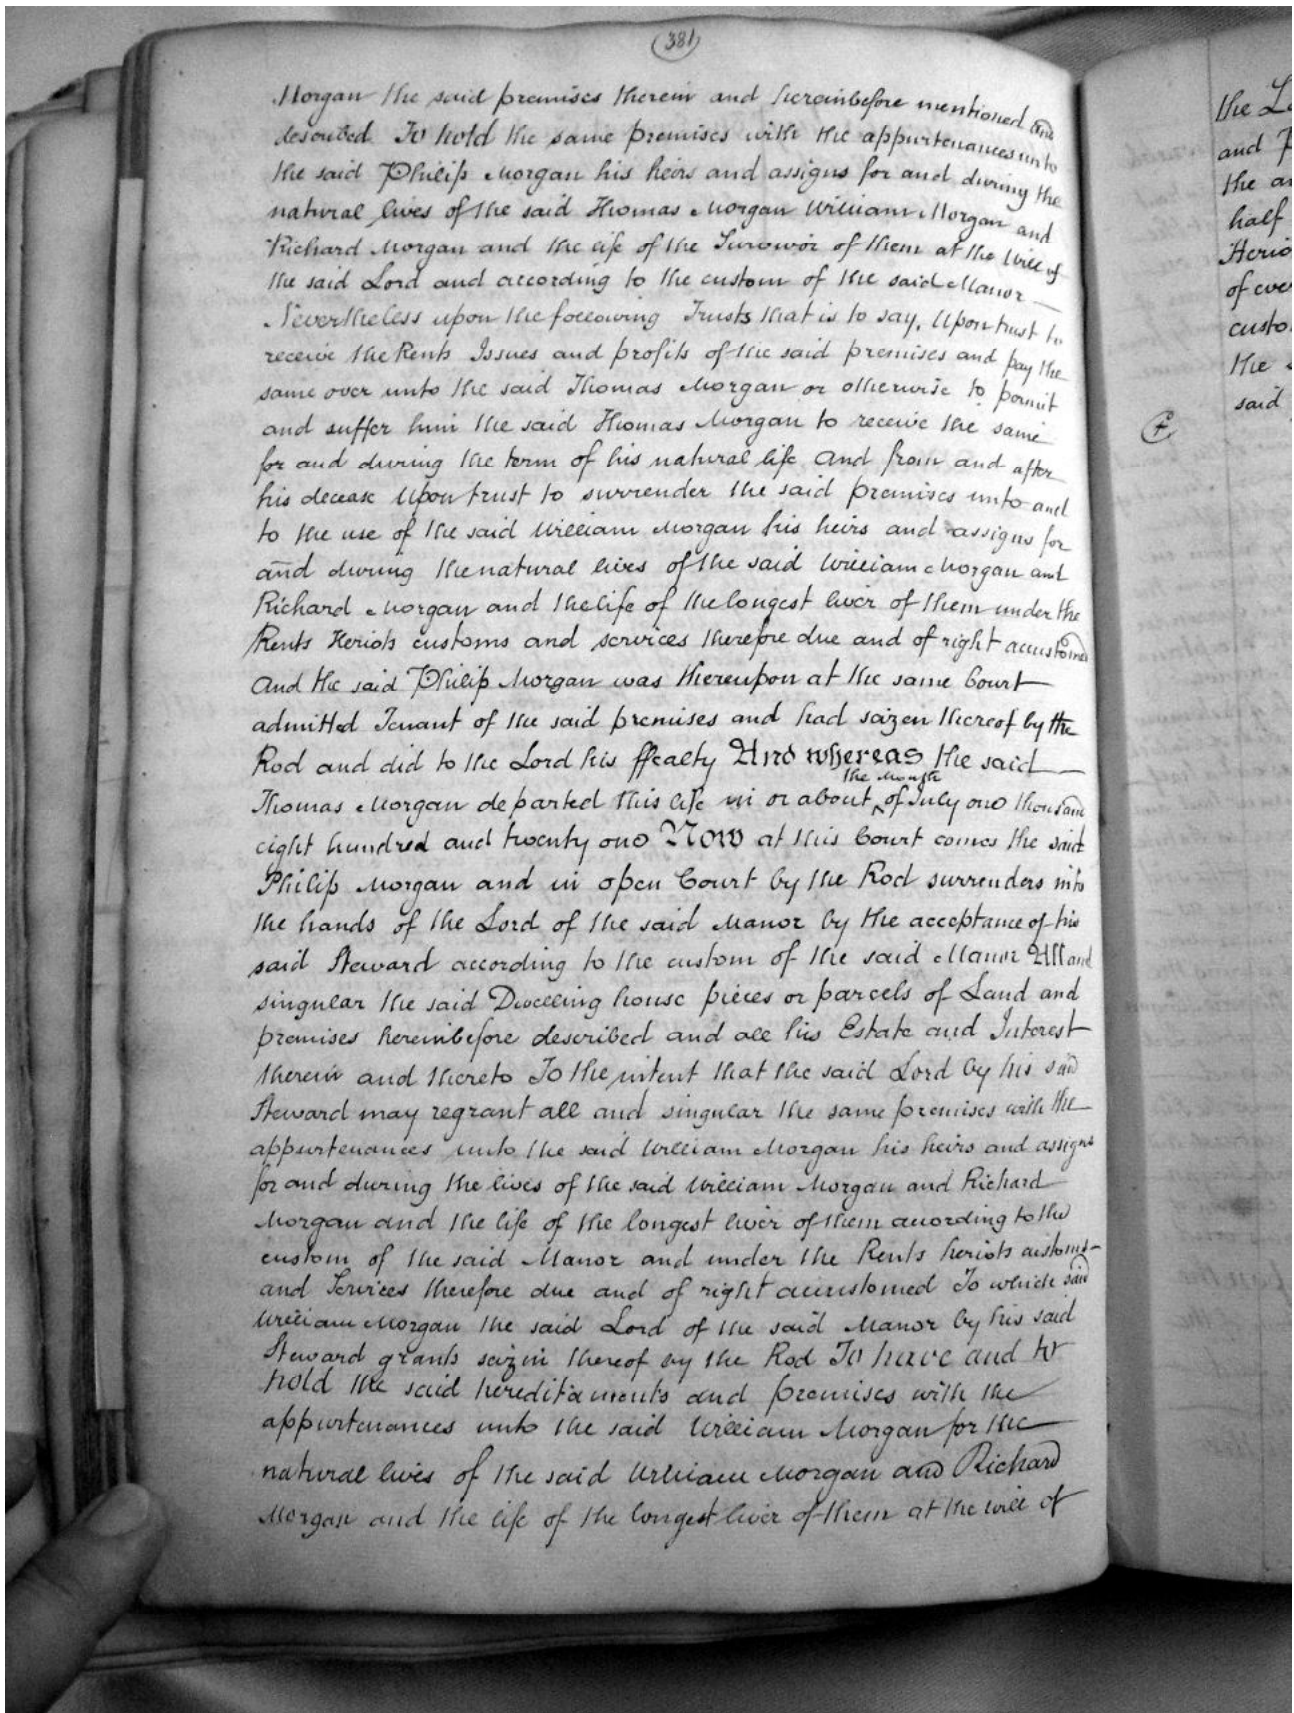 (381)
Morgan the said premises therein and hereinbefore mentioned and
described To hold the same premises with the appurtenances unto
the said Philip Morgan his heirs and assigns for and during the
natural lives of the said Thomas Morgan William Morgan and
Richard Morgan and the life of the Survivor of them at the Will of
the said Lord and according to the custom of the said Manor
Nevertheless upon the following Trusts that is to say, Upon trust to
receive the Rents Issues and profits of the said premises and pay the
same over unto the said Thomas Morgan or otherwise to permit
and suffer him the said Thomas Morgan to receive the same
for and during the term of his natural life And from and after
his decease Upon trust to surrender the said premises unto and
to the use of the said William Morgan his heirs and assigns for
and during the natural lives of the said William Morgan and
Richard Morgan and the life of the longest liver of them under the
Rents Heriots customs and services therefore due and of right accustomed
And the said Philip Morgan was thereupon at the same Court
admitted Tenant of the said premises and had seizen thereof by the
Rod and did to the Lord his ffealty And whereas the said
the month
Thomas Morgan departed this life in or about ^ of July one thousand
eight hundred and twenty one Now at this Court comes the said
Philip Morgan and in open Court by the Rod surrenders into
the hands of the Lord of the said Manor by the acceptance of his
said Steward according to the custom of the said Manor All and
singular the said Dwelling house pieces or parcels of Land and
premises hereinbefore described and all his Estate and Interest
therein and thereto To the intent that the said Lord by his said
Steward may regrant all and singular the same premises with the
appurtenances unto the said William Morgan his heirs and assigns
for and during the lives of the said William Morgan and Richard
Morgan and the life of the longest liver of them according to the
custom of the said Manor and under the Rents heriots customs
and Services therefore due and of right accustomed To which said
William Morgan the said Lord of the said Manor by his said
Steward grants seizin thereof by the Rod To have and to
hold the said hereditaments and premises with the
appurtenances unto the said William Morgan for the
natural lives of the said William Morgan and Richard
Morgan and the life of the longest liver of them at the will of
the
and
the
half
of
the
said